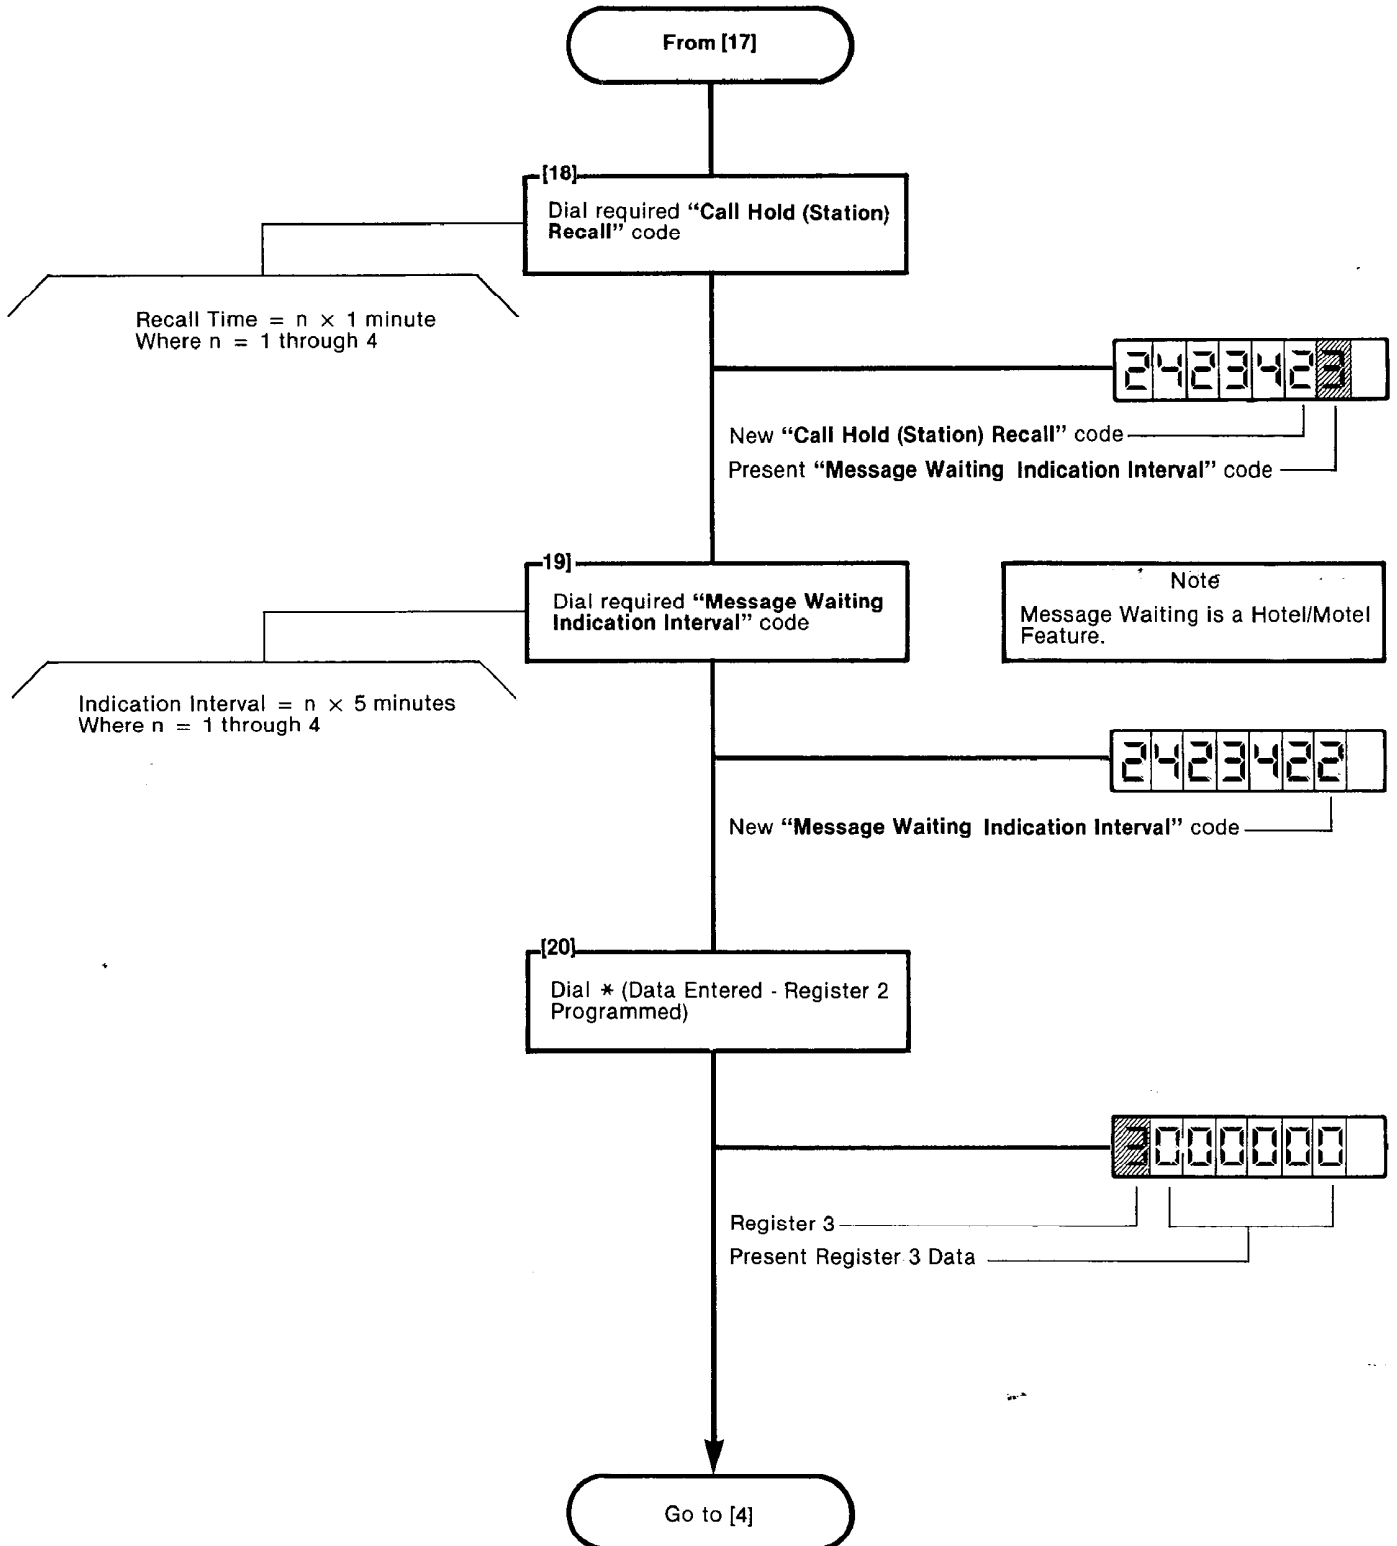 From [17]
[18]
Dial required “Call Hold (Station)
Recall” code
Recall Time = n × 1 minute
Where n = 1 through 4
2423423
New “Call Hold (Station) Recall” code
Present “Message Waiting Indication Interval” code
19]
Dial required “Message Waiting
Indication Interval” code
Note
Message Waiting is a Hotel/Motel
Feature.
Indication Interval = n × 5 minutes
Where n = 1 through 4
2423422
New “Message Waiting Indication Interval” code
[20]
Dial * (Data Entered - Register 2
Programmed)
3000000
Register 3
Present Register 3 Data
Go to [4]